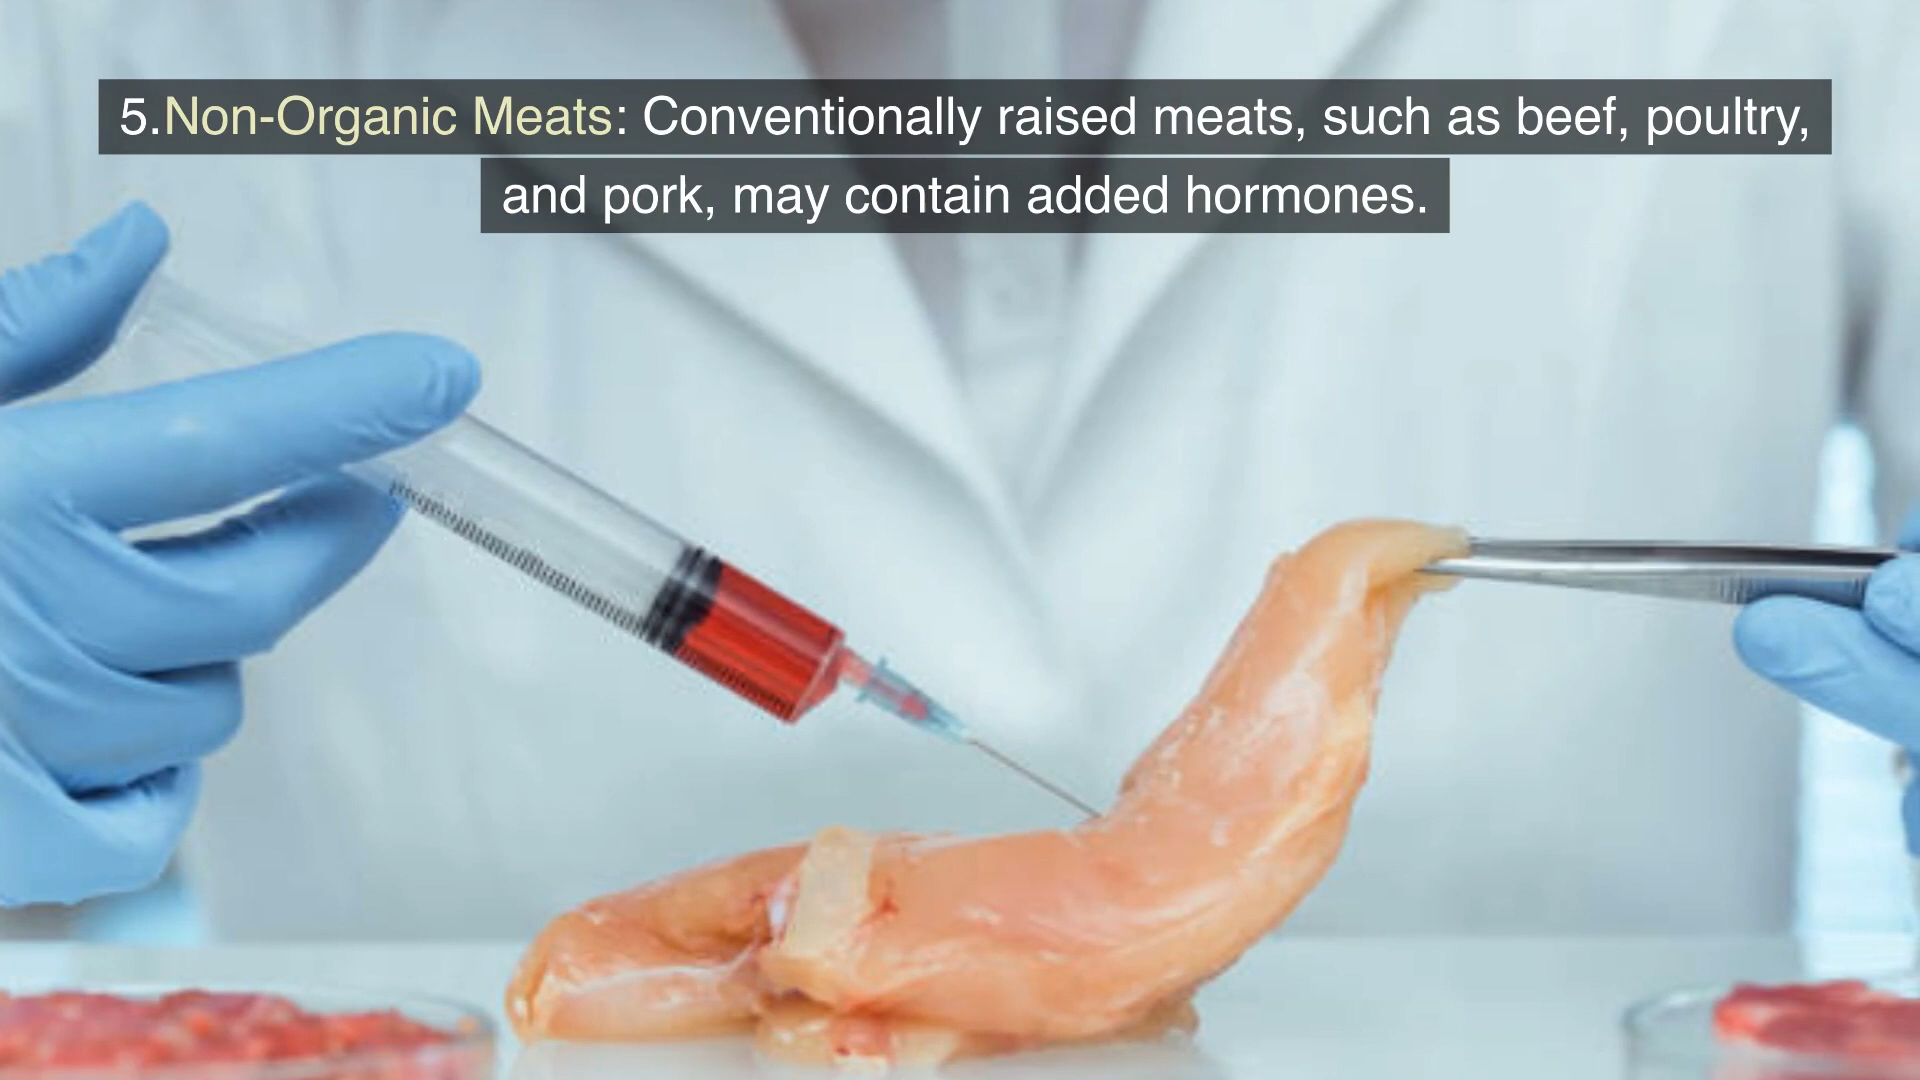 5.Non-Organic Meats: Conventionally raised meats, such as beef, poultry,
and pork, may contain added hormones.